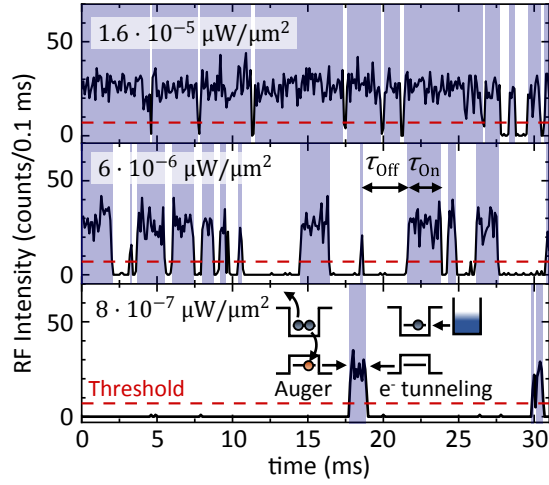 RF Intensity (counts/0.1 ms)
50
0
1.6 · 10⁻⁵ µW/µm²
50
0
6 · 10⁻⁶ µW/µm²
τOff τOn
50
0
8 · 10⁻⁷ µW/µm²
Threshold
Auger
e⁻ tunneling
0 5 10 15 20 25 30
time (ms)